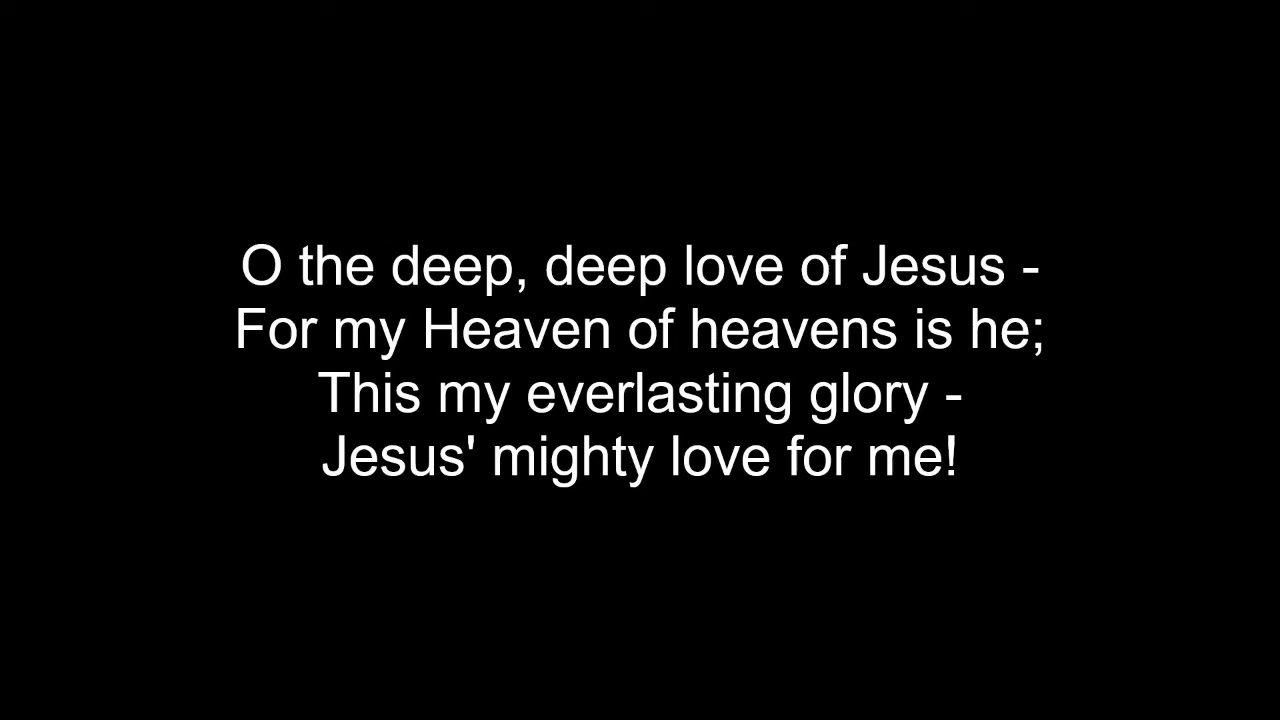 O the deep, deep love of Jesus -
For my Heaven of heavens is he;
This my everlasting glory -
Jesus' mighty love for me!